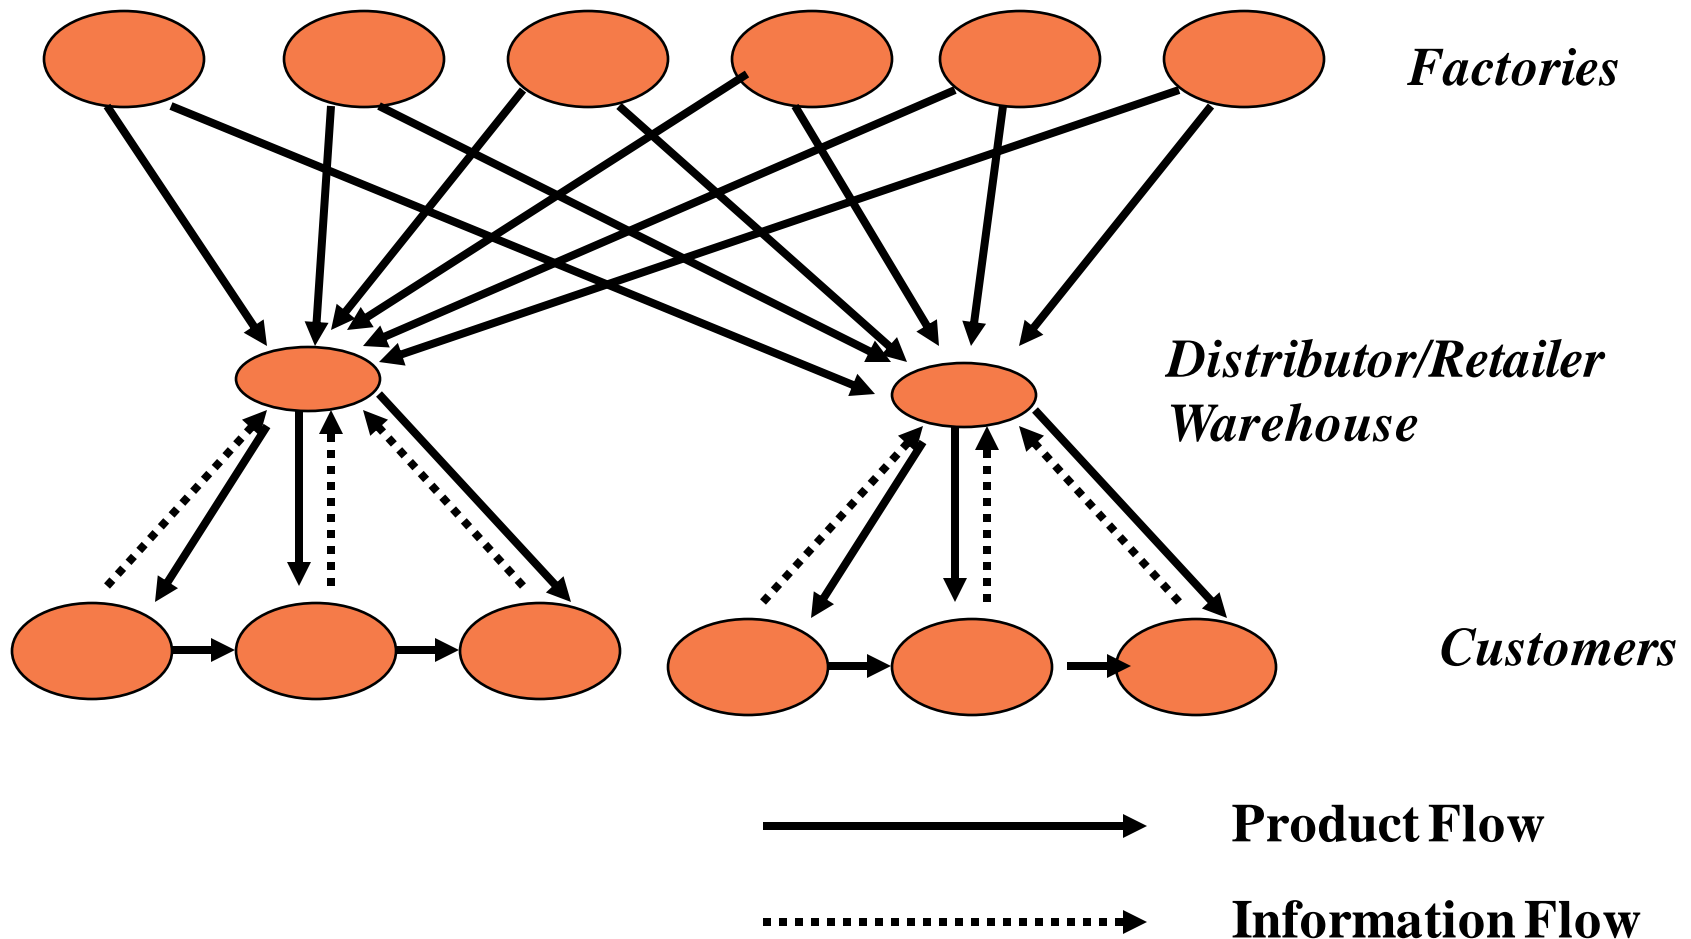 Factories
Distributor/Retailer
Warehouse
Customers
Product Flow
Information Flow